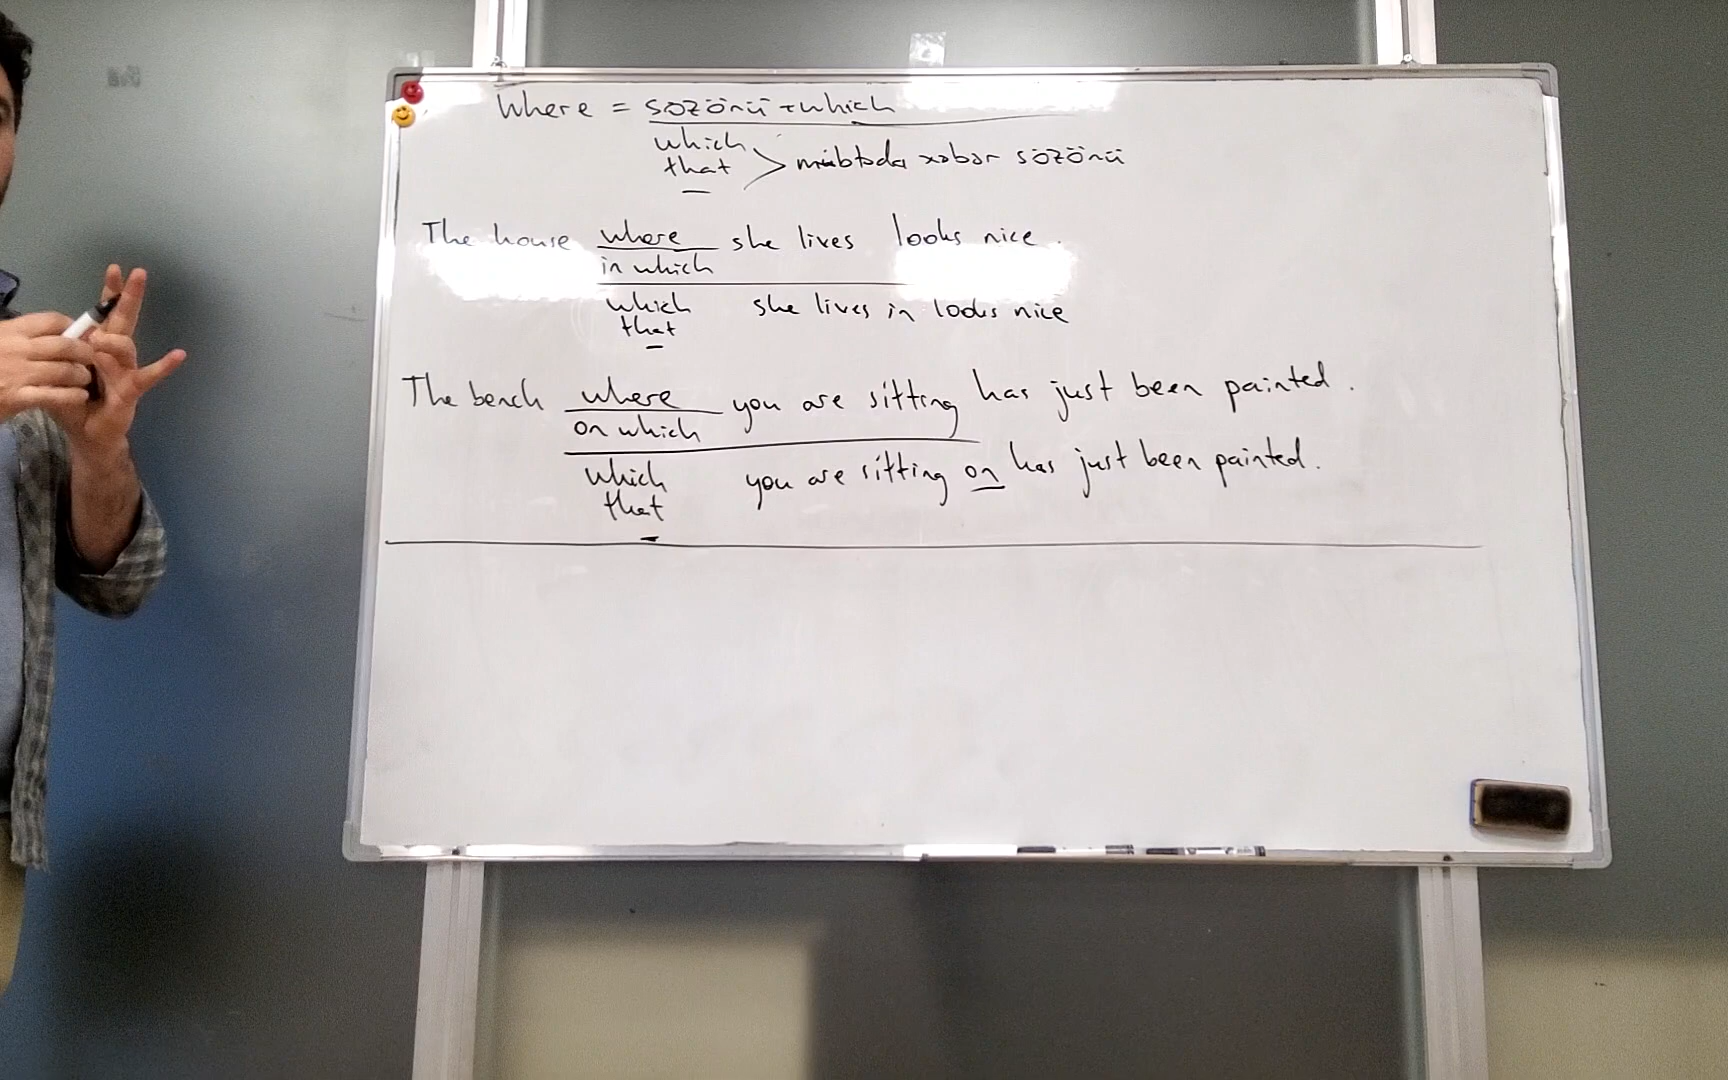 Where = sözönü + which
which
that > mübtəda xəbər sözönü
The house where she lives looks nice.
in which
which she lives in looks nice
that
The bench where you are sitting has just been painted.
on which
which you are sitting on has just been painted.
that